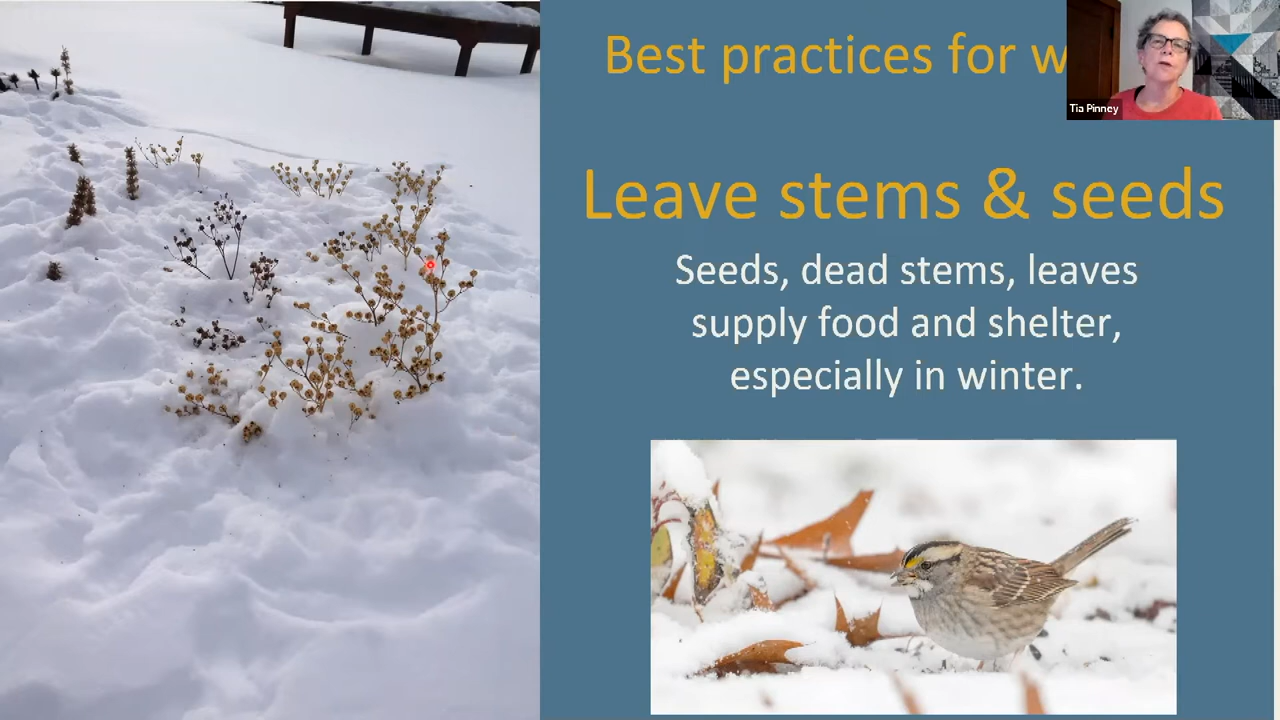 Best practices for w
Tia Pinney
Leave stems & seeds
Seeds, dead stems, leaves
supply food and shelter,
especially in winter.